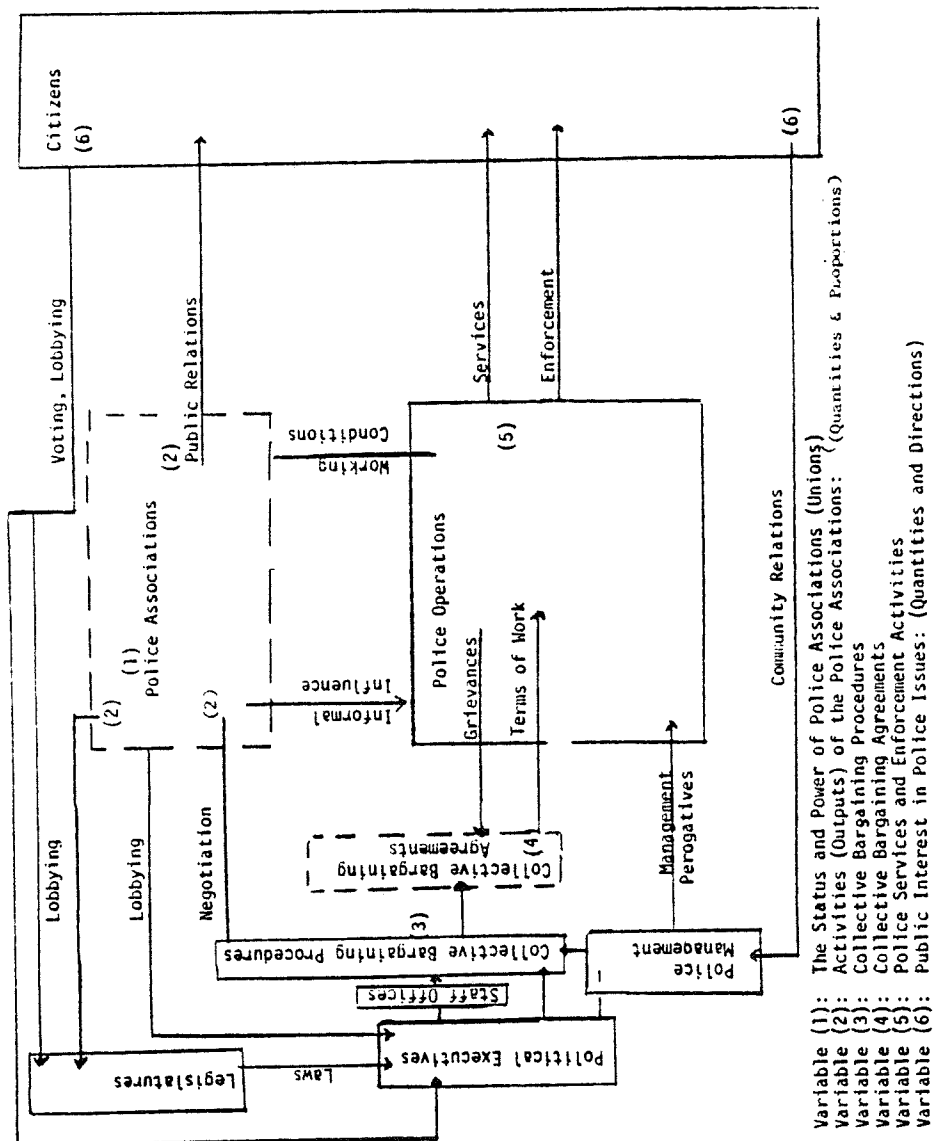 Citizens
(6)
Voting, Lobbying
(2)
Public Relations
(1)
Police Associations
(2)
(2)
Lobbying
Lobbying
Negotiation
Legislatures
Laws
Political Executives
Staff Offices
Collective Bargaining Procedures
(3)
Collective Bargaining
Agreements
(4)
Informal
Influence
Working
Conditions
Police Operations
(5)
Grievances
Terms of Work
Services
Enforcement
Police
Management
Management
Perogatives
Community Relations
(6)
Variable (1): The Status and Power of Police Associations (Unions)
Variable (2): Activities (Outputs) of the Police Associations: (Quantities & Proportions)
Variable (3): Collective Bargaining Procedures
Variable (4): Collective Bargaining Agreements
Variable (5): Police Services and Enforcement Activities
Variable (6): Public Interest in Police Issues: (Quantities and Directions)